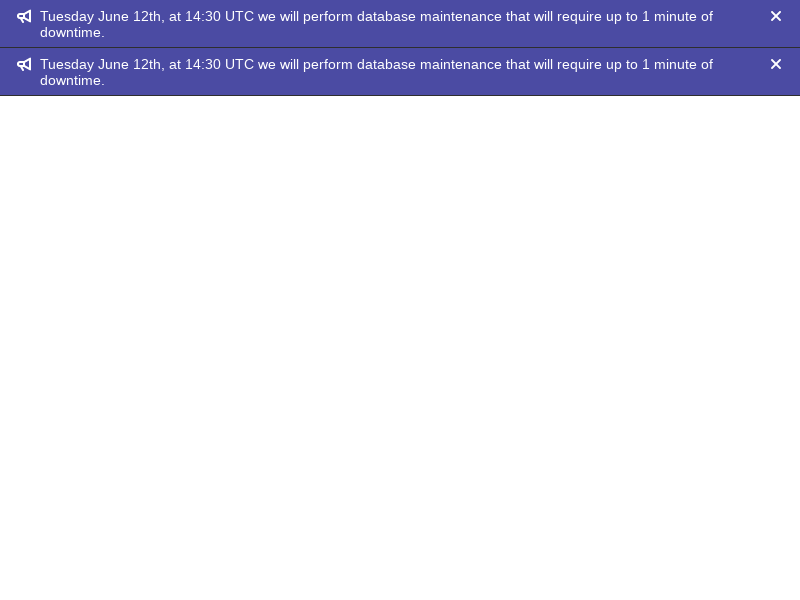 Tuesday June 12th, at 14:30 UTC we will perform database maintenance that will require up to 1 minute of
downtime.
Tuesday June 12th, at 14:30 UTC we will perform database maintenance that will require up to 1 minute of
downtime.